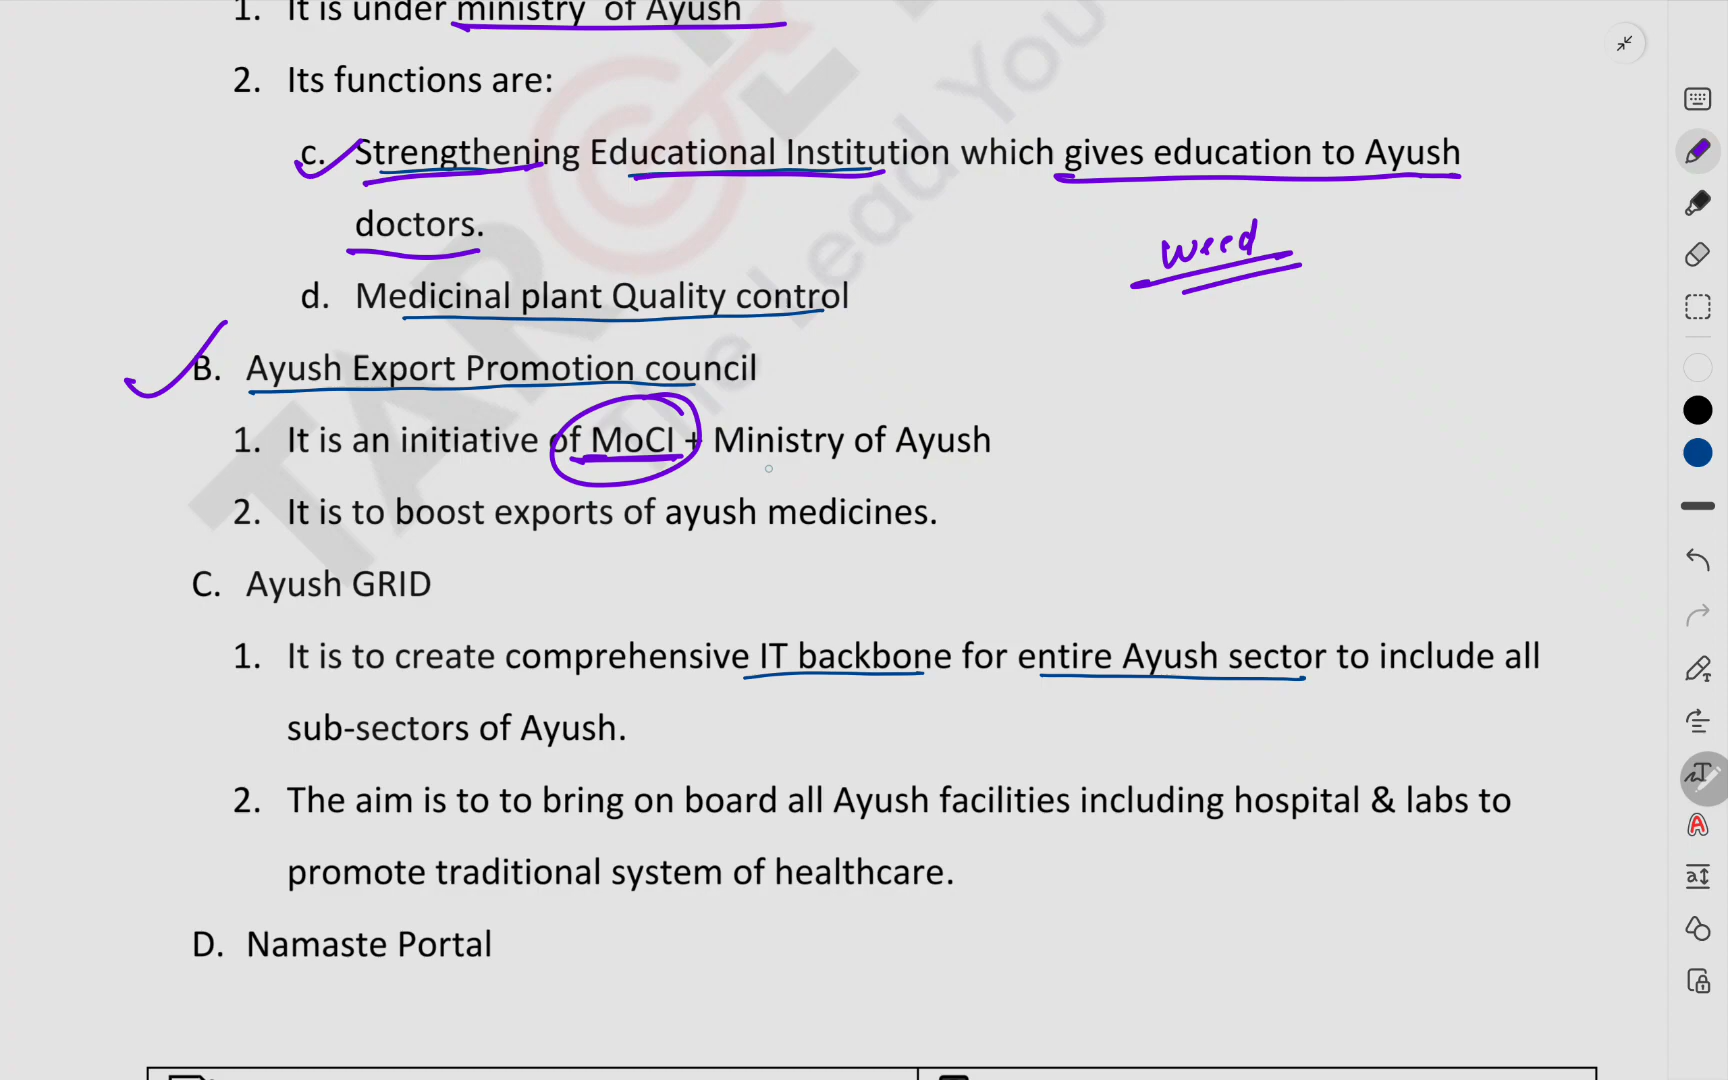 1. It is under ministry of Ayush
2. Its functions are:
c. Strengthening Educational Institution which gives education to Ayush
doctors.
weed
d. Medicinal plant Quality control
B. Ayush Export Promotion council
1. It is an initiative of MoCI + Ministry of Ayush
2. It is to boost exports of ayush medicines.
C. Ayush GRID
1. It is to create comprehensive IT backbone for entire Ayush sector to include all
sub-sectors of Ayush.
2. The aim is to to bring on board all Ayush facilities including hospital & labs to
promote traditional system of healthcare.
D. Namaste Portal
The Lead You